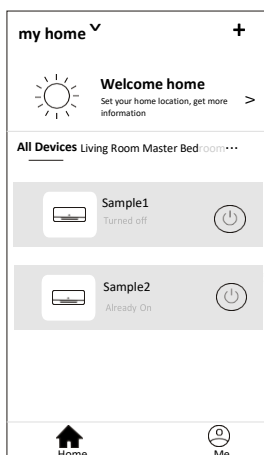 my home
Welcome home
Set your home location, get more
information
All Devices Living Room Master Bedroom...
Sample1
Turned off
Sample2
Already On
Home
Me